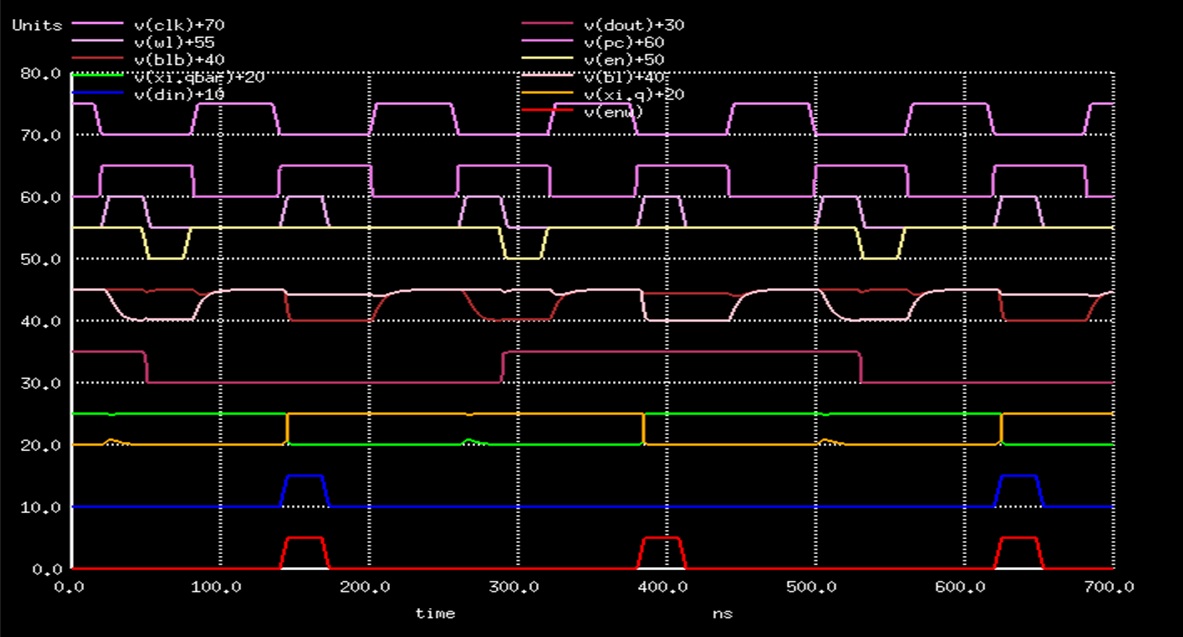 Units
v(clk)+70 v(dout)+30
v(wl)+55 v(pc)+60
v(blb)+40 v(en)+50
v(xi.qbar)+20 v(bl)+40
v(din)+10 v(xi.q)+20
v(enw)
80.0
70.0
60.0
50.0
40.0
30.0
20.0
10.0
0.0
0.0 100.0 200.0 300.0 400.0 500.0 600.0 700.0
time ns